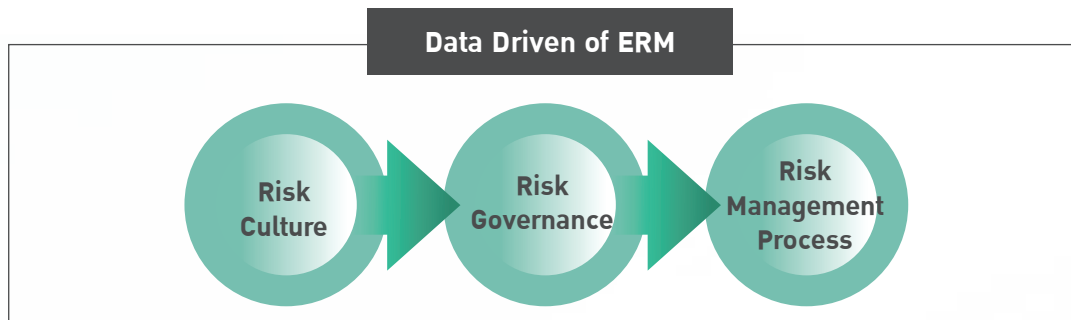 Data Driven of ERM
Risk
Culture
Risk
Governance
Risk
Management
Process